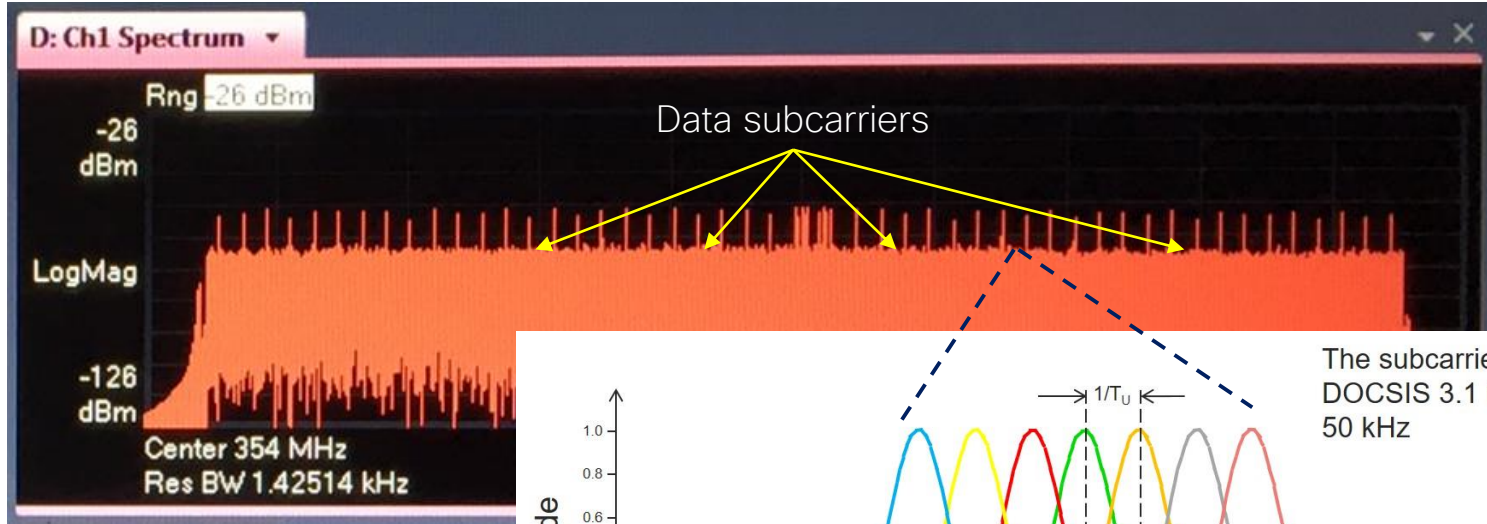 D: Ch1 Spectrum
Rng -26 dBm
-26
dBm
Data subcarriers
LogMag
-126
dBm
Center 354 MHz
Res BW 1.42514 kHz
The subcarrie
DOCSIS 3.1
50 kHz
1/TU
1.0
0.8
0.6
de